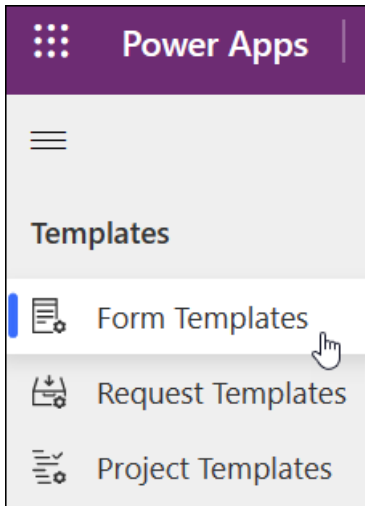 Power Apps
Templates
Form Templates
Request Templates
Project Templates